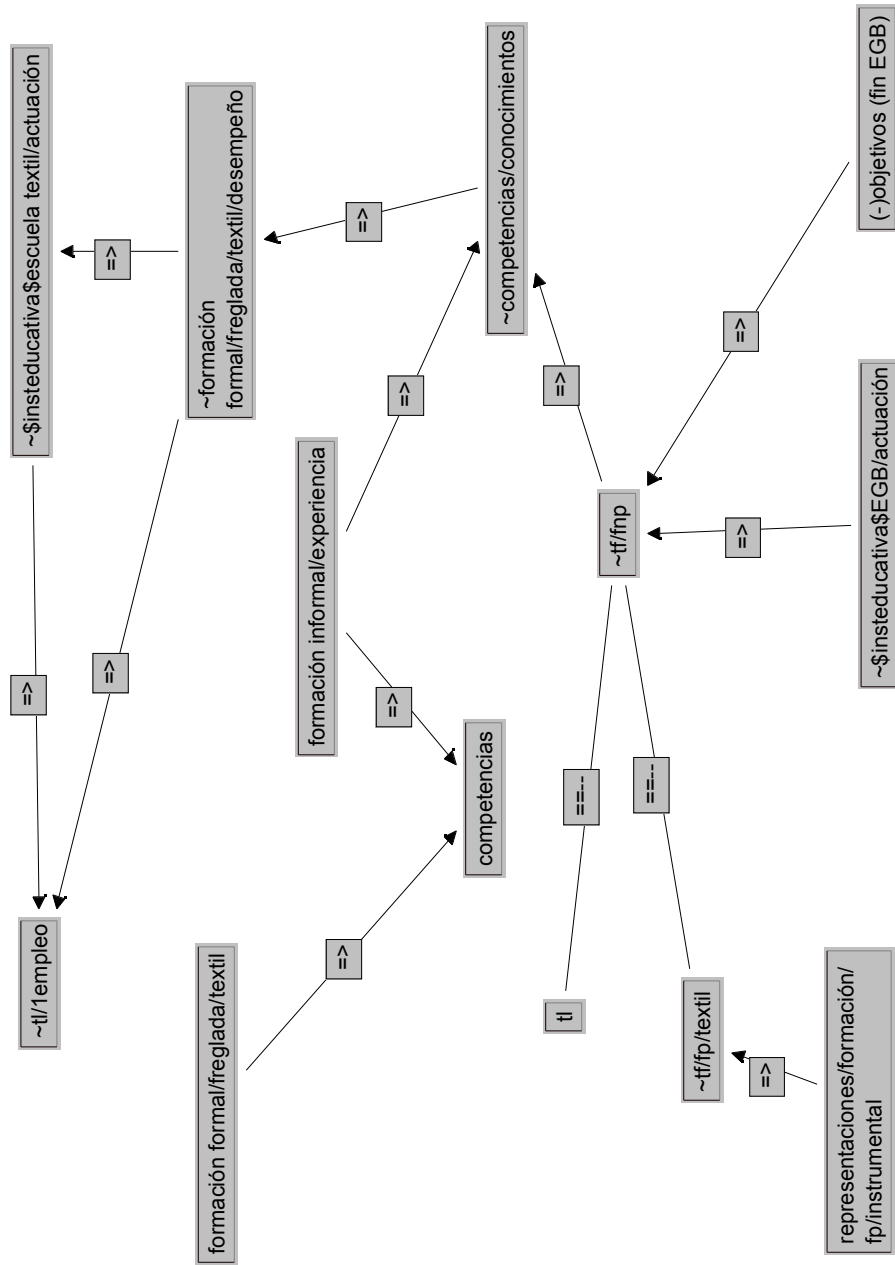 ~tl/1empleo
=>
~$insteducativa$escuela textil/actuación
=>
=>
formación formal/freglada/textil
~formación
formal/freglada/textil/desempeño
formación informal/experiencia
=>
=>
=>
=>
competencias
~competencias/conocimientos
tl
=>
==--
~tf/fnp
==--
~tf/fp/textil
=>
=>
=>
representaciones/formación/
fp/instrumental
~$insteducativa$EGB/actuación
(-)objetivos (fin EGB)